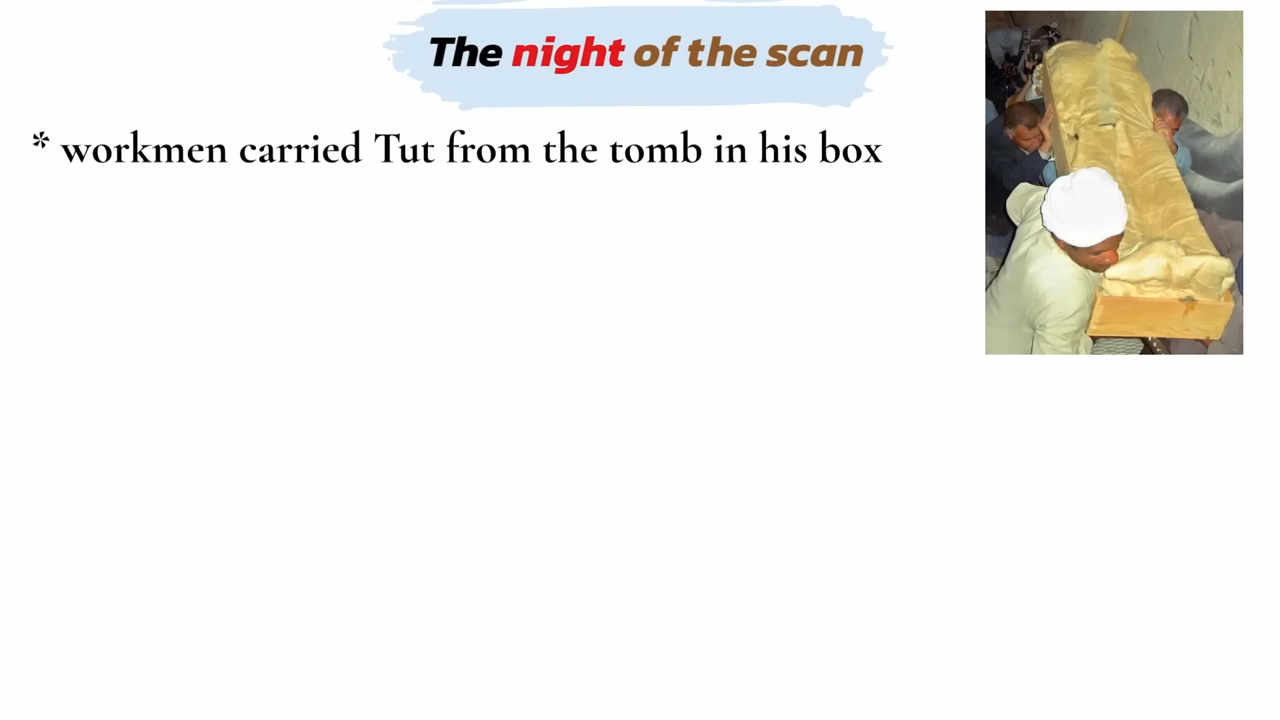 The night of the scan
* workmen carried Tut from the tomb in his box